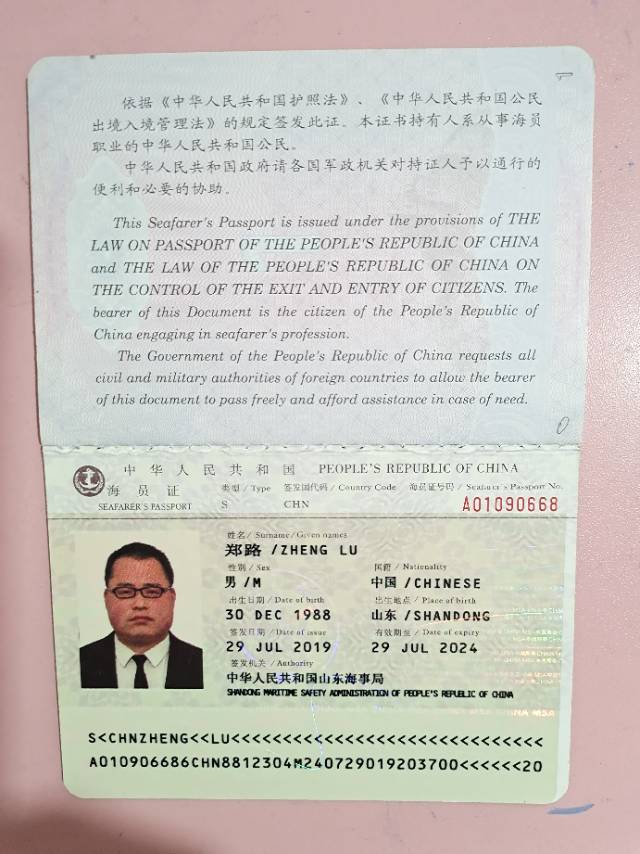 依据《中华人民共和国护照法》、《中华人民共和国公民
出境入境管理法》的规定签发此证。本证书持有人系从事海员
职业的中华人民共和国公民。
中华人民共和国政府请各国军政机关对持证人予以通行的
便利和必要的协助。
This Seafarer's Passport is issued under the provisions of THE
LAW ON PASSPORT OF THE PEOPLE'S REPUBLIC OF CHINA
and THE LAW OF THE PEOPLE'S REPUBLIC OF CHINA ON
THE CONTROL OF THE EXIT AND ENTRY OF CITIZENS. The
bearer of this Document is the citizen of the People's Republic of
China engaging in seafarer's profession.
The Government of the People's Republic of China requests all
civil and military authorities of foreign countries to allow the bearer
of this document to pass freely and afford assistance in case of need.
中华人民共和国 PEOPLE'S REPUBLIC OF CHINA
海员证 类型 / Type 签发国代码 / Country Code 海员证号码 / Seafarer's Passport No.
SEAFARER'S PASSPORT S CHN A01090668
姓名 / Surname/Given names
郑路 /ZHENG LU
性别 / Sex 国籍 / Nationality
男 /M 中国 /CHINESE
出生日期 / Date of birth 出生地点 / Place of birth
30 DEC 1988 山东 /SHANDONG
签发日期 / Date of issue 有效期至 / Date of expiry
29 JUL 2019 29 JUL 2024
签发机关 / Authority
中华人民共和国山东海事局
SHANDONG MARITIME SAFETY ADMINISTRATION OF PEOPLE'S REPUBLIC OF CHINA
S<CHNZHENG<<LU<<<<<<<<<<<<<<<<<<<<<<<<<<<<<<
A010906686CHN8812304M240729019203700<<<<<<20